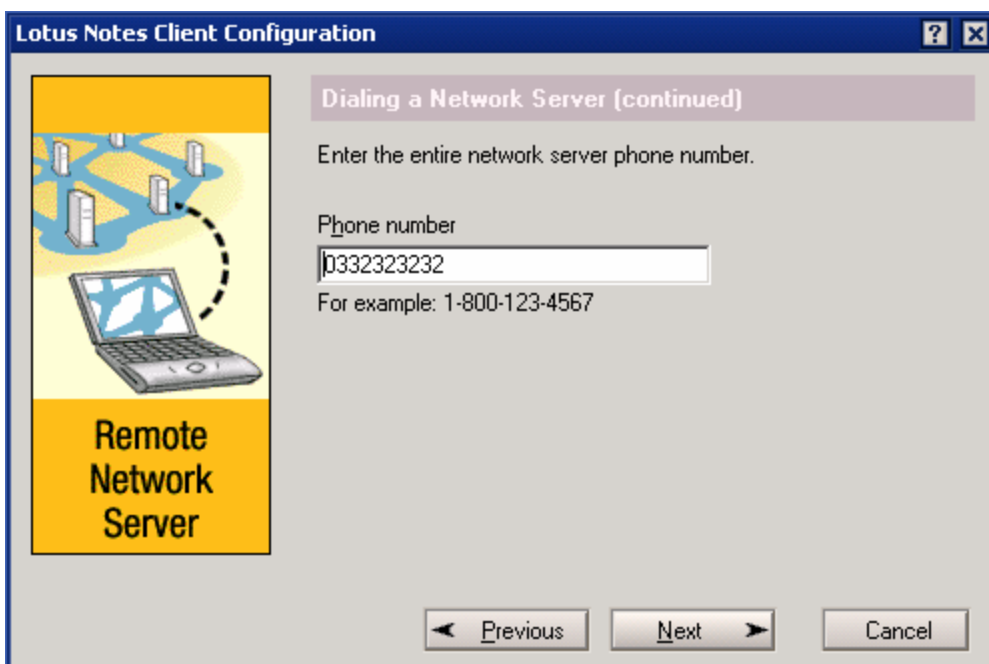 Lotus Notes Client Configuration
?
Dialing a Network Server (continued)
Enter the entire network server phone number.
Phone number
0332323232
For example: 1-800-123-4567
Remote
Network
Server
Previous
Next
Cancel